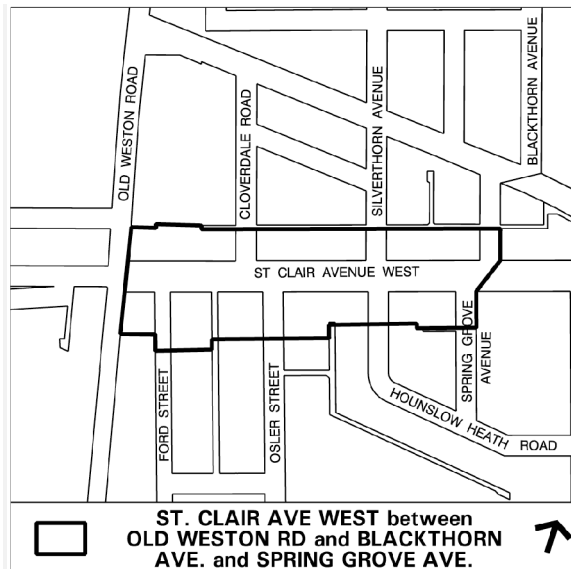 OLD WESTON ROAD
CLOVERDALE ROAD
SILVERTHORN AVENUE
BLACKTHORN AVENUE
ST CLAIR AVENUE WEST
FORD STREET
OSLER STREET
SPRING GROVE
AVENUE
HOUNSLOW HEATH ROAD
ST. CLAIR AVE WEST between
OLD WESTON RD and BLACKTHORN
AVE. and SPRING GROVE AVE.